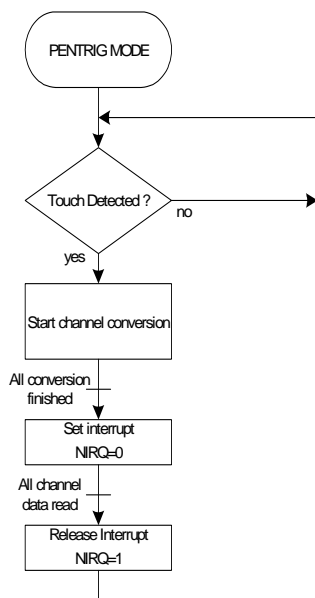 PENTRIG MODE
Touch Detected ?
no
yes
Start channel conversion
All conversion
finished
Set interrupt
NIRQ=0
All channel
data read
Release Interrupt
NIRQ=1